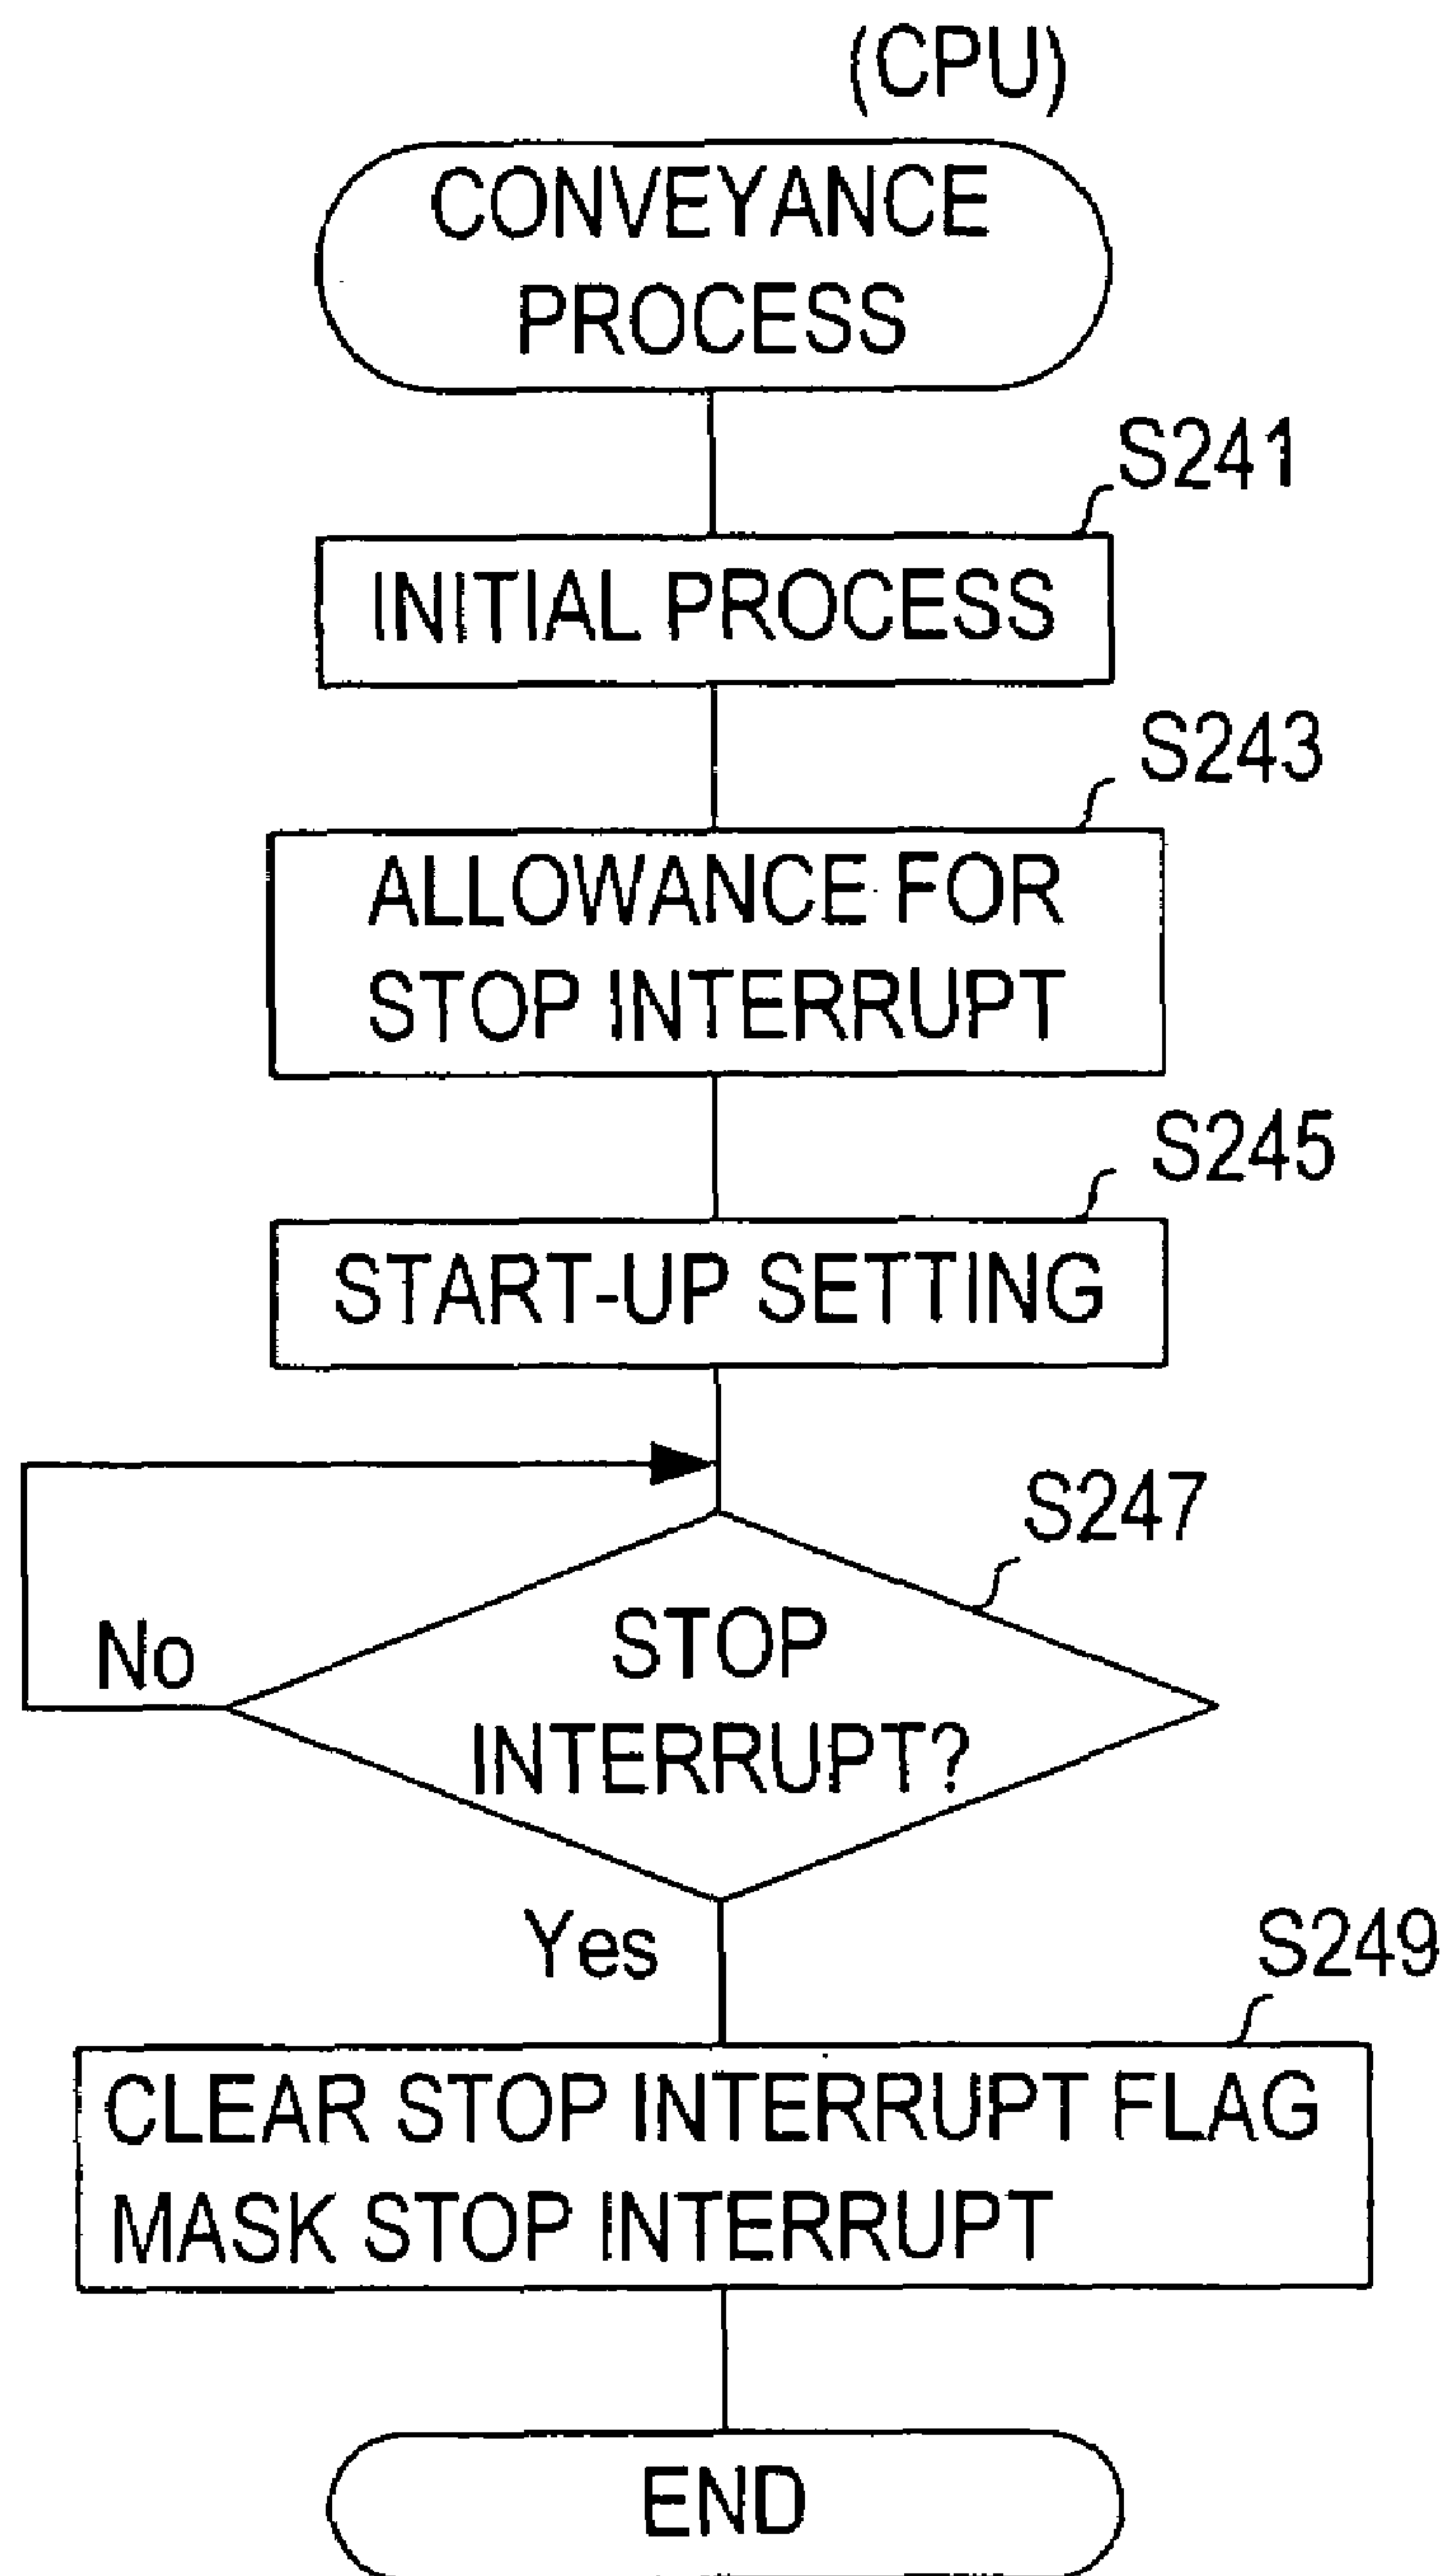 (CPU)
CONVEYANCE
PROCESS
S241
INITIAL PROCESS
S243
ALLOWANCE FOR
STOP INTERRUPT
S245
START-UP SETTING
S247
STOP
INTERRUPT?
No
Yes
S249
CLEAR STOP INTERRUPT FLAG
MASK STOP INTERRUPT
END